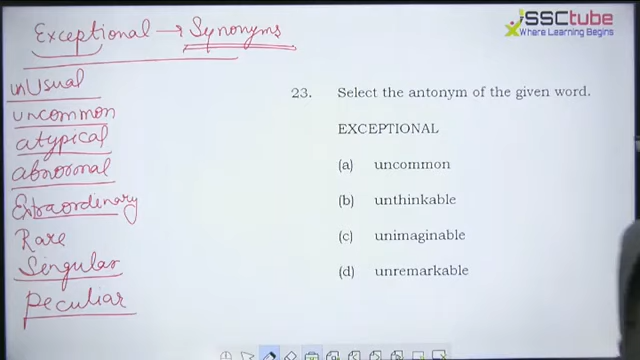 Exceptional → Synonyms
unUsual
uncommon
atypical
abnormal
Extraordinary
Rare
Singular
Peculiar
SSCtube
Where Learning Begins
23. Select the antonym of the given word.
EXCEPTIONAL
(a) uncommon
(b) unthinkable
(c) unimaginable
(d) unremarkable